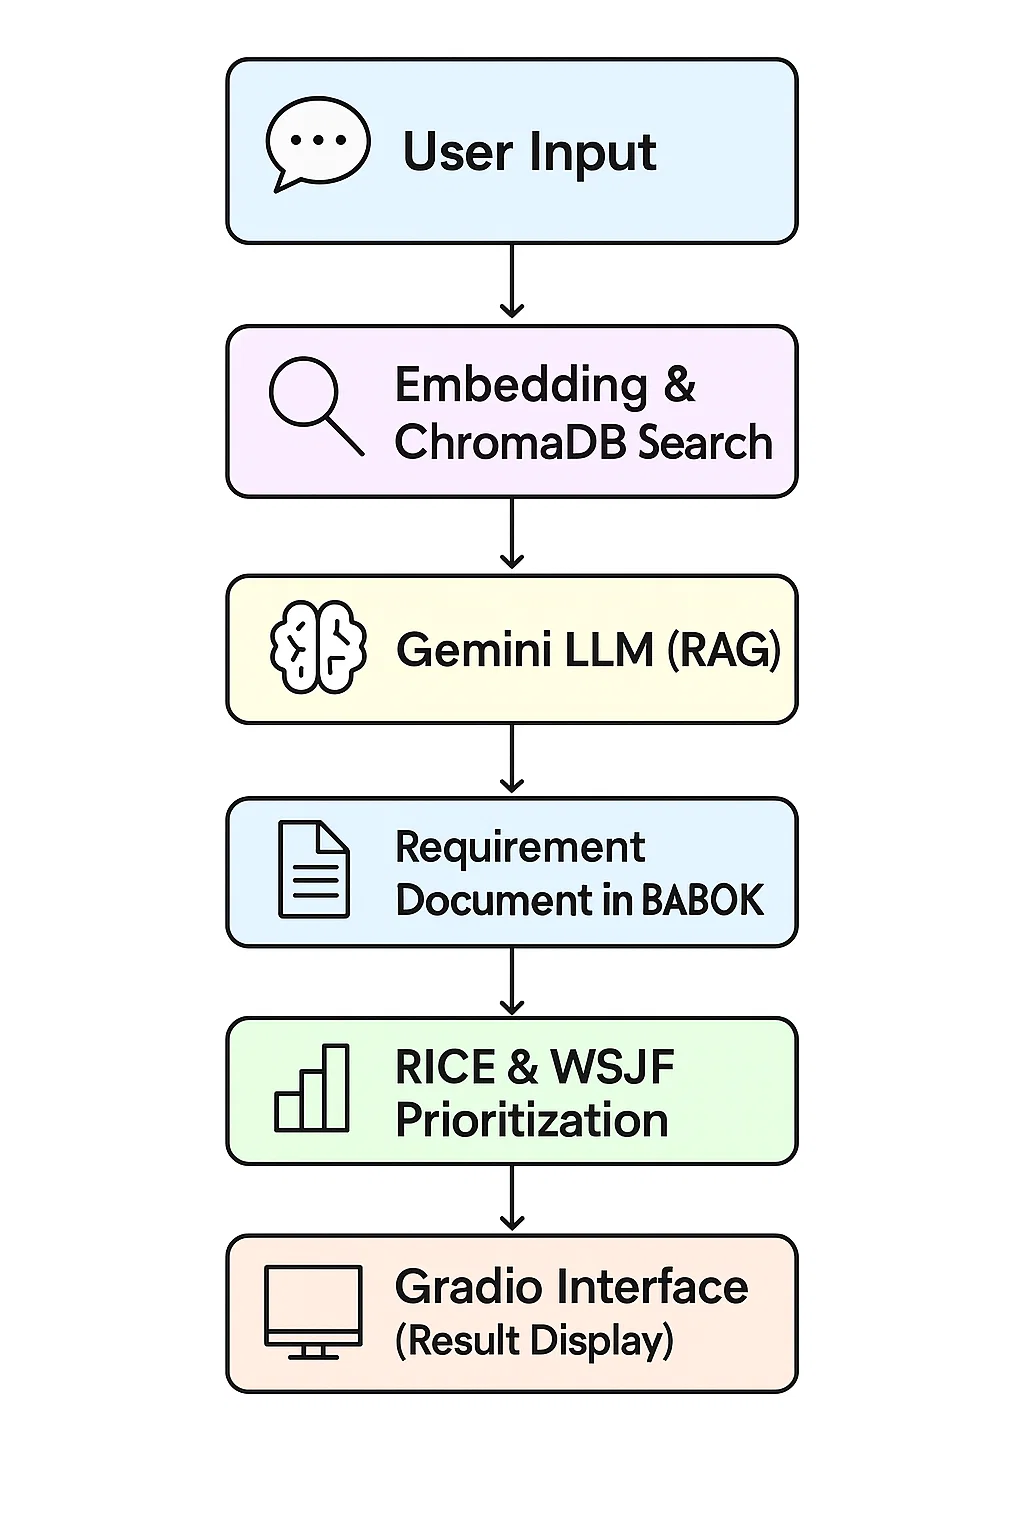 User Input
Embedding &
ChromaDB Search
Gemini LLM (RAG)
Requirement
Document in BABOK
RICE & WSJF
Prioritization
Gradio Interface
(Result Display)